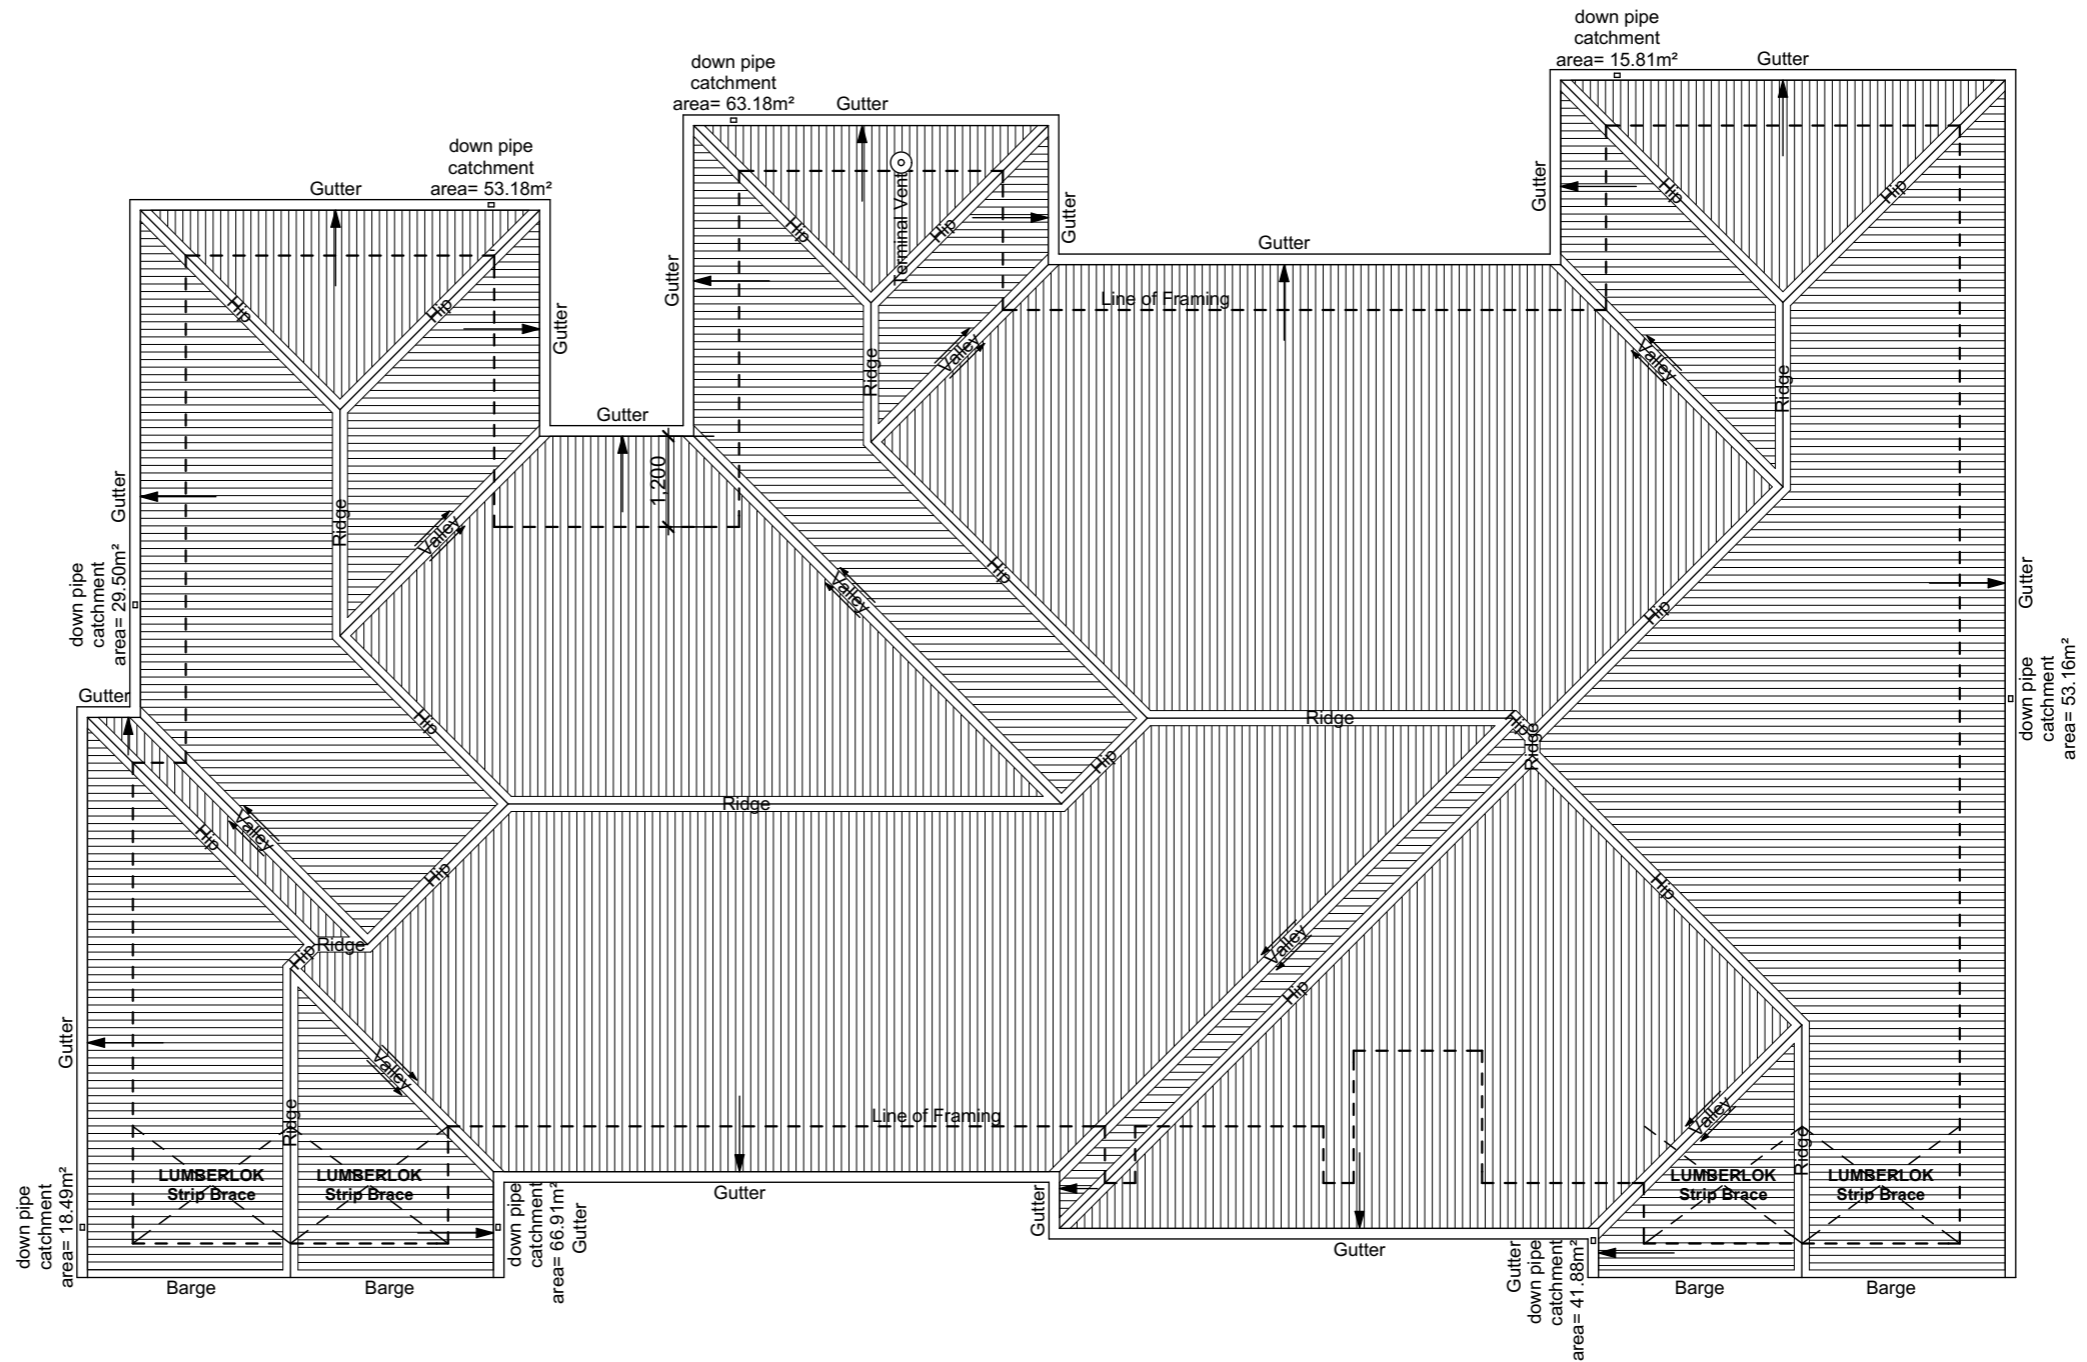 down pipe
catchment
area= 15.81m²
Gutter
down pipe
catchment
area= 63.18m²
Gutter
down pipe
catchment
area= 53.18m²
Gutter
Gutter
Hip
Hip
Gutter
Hip
Terminal Vent
Hip
Gutter
Gutter
Gutter
Line of Framing
Hip
Hip
Gutter
Valley
Ridge
Valley
Ridge
Gutter
1,200
Gutter
Ridge
Valley
down pipe
catchment
area= 29.50m²
Valley
Hip
Hip
Gutter
down pipe
catchment
area= 53.16m²
Gutter
Hip
Hip
Ridge
Hip
Ridge
Hip
Ridge
Valley
Hip
Hip
Hip
Ridge
Hip
Valley
Hip
Gutter
Valley
Ridge
Line of Framing
Valley
Ridge
LUMBERLOK
Strip Brace
LUMBERLOK
Strip Brace
LUMBERLOK
Strip Brace
LUMBERLOK
Strip Brace
down pipe
catchment
area= 18.49m²
down pipe
catchment
area= 66.91m²
Gutter
Gutter
Gutter
Gutter
Gutter
down pipe
catchment
area= 41.88m²
Barge
Barge
Barge
Barge